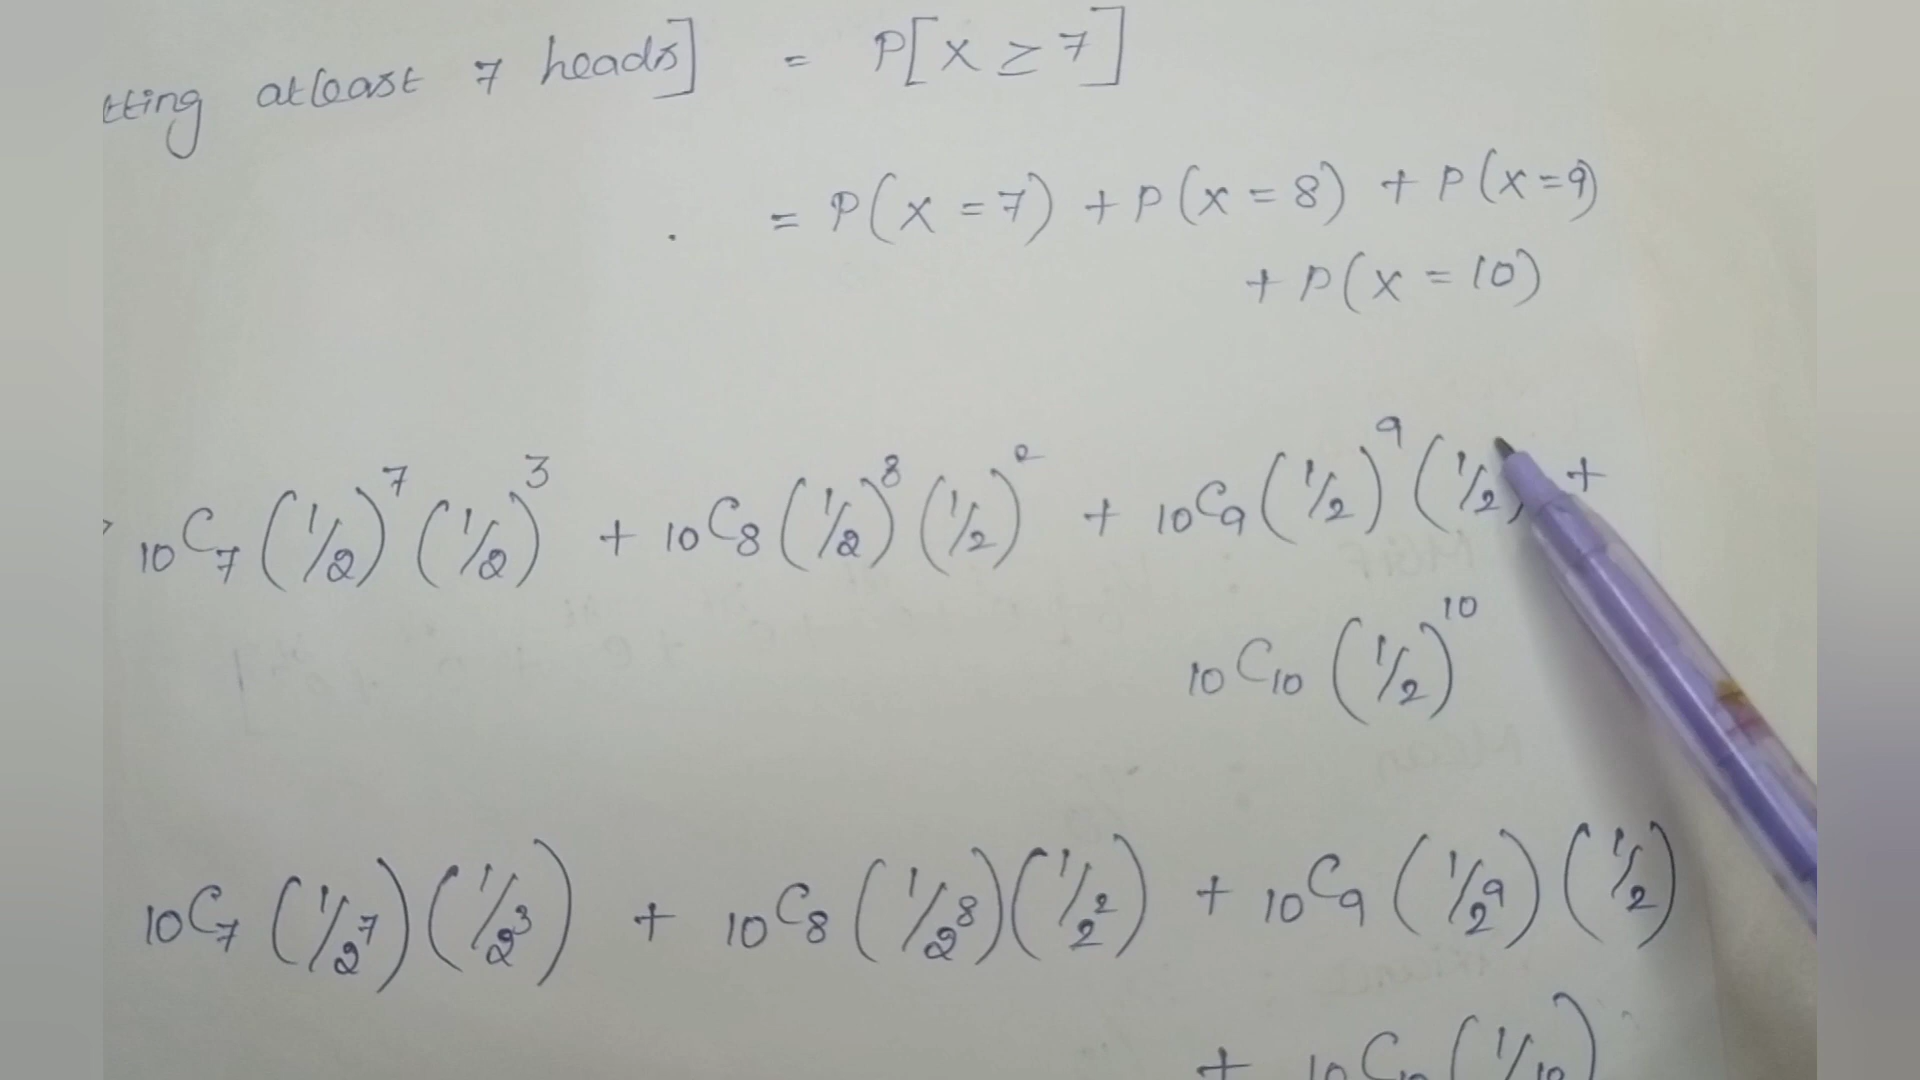 tting atleast 7 heads] = P[X ≥ 7]
= P(X = 7) + P(X = 8) + P(X = 9)
+ P(X = 10)
10C7 (1/2)^7 (1/2)^3 + 10C8 (1/2)^8 (1/2)^2 + 10C9 (1/2)^9 (1/2) +
10C10 (1/2)^10
10C7 (1/2^7) (1/2^3) + 10C8 (1/2^8) (1/2^2) + 10C9 (1/2^9) (1/2)